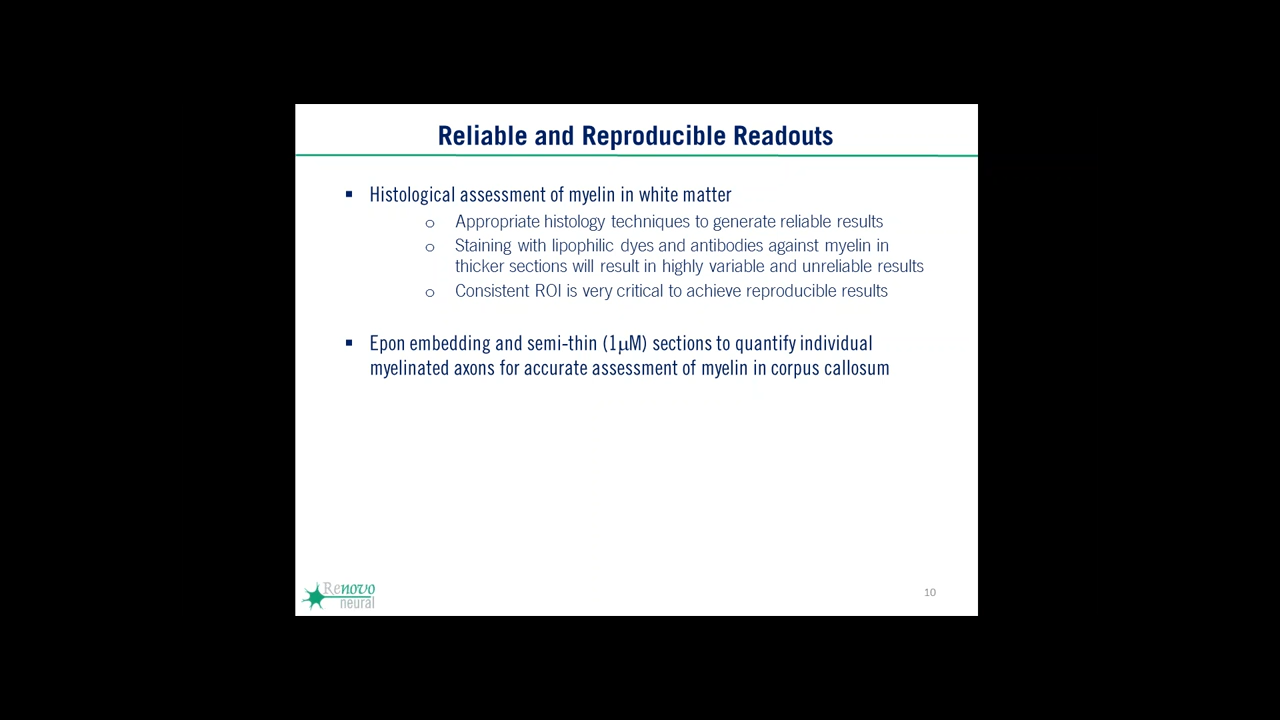 Reliable and Reproducible Readouts
▪ Histological assessment of myelin in white matter
o Appropriate histology techniques to generate reliable results
o Staining with lipophilic dyes and antibodies against myelin in
thicker sections will result in highly variable and unreliable results
o Consistent ROI is very critical to achieve reproducible results
▪ Epon embedding and semi-thin (1μM) sections to quantify individual
myelinated axons for accurate assessment of myelin in corpus callosum
Renovo
neural
10